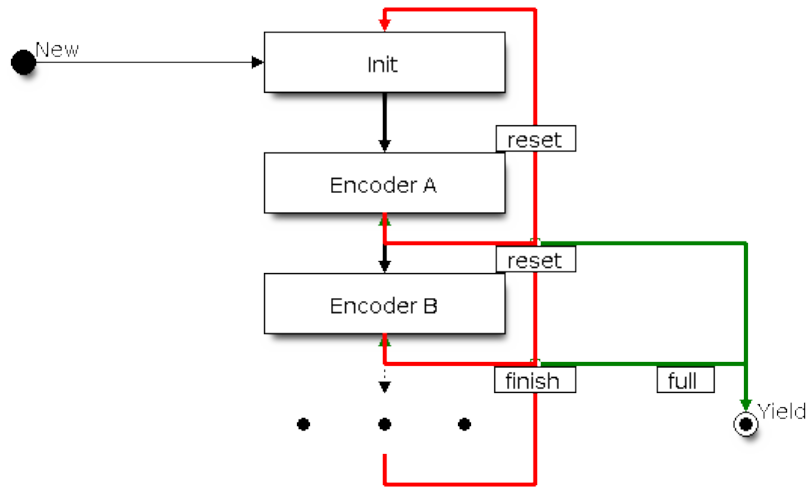 New
Init
reset
Encoder A
reset
Encoder B
finish
full
Yield